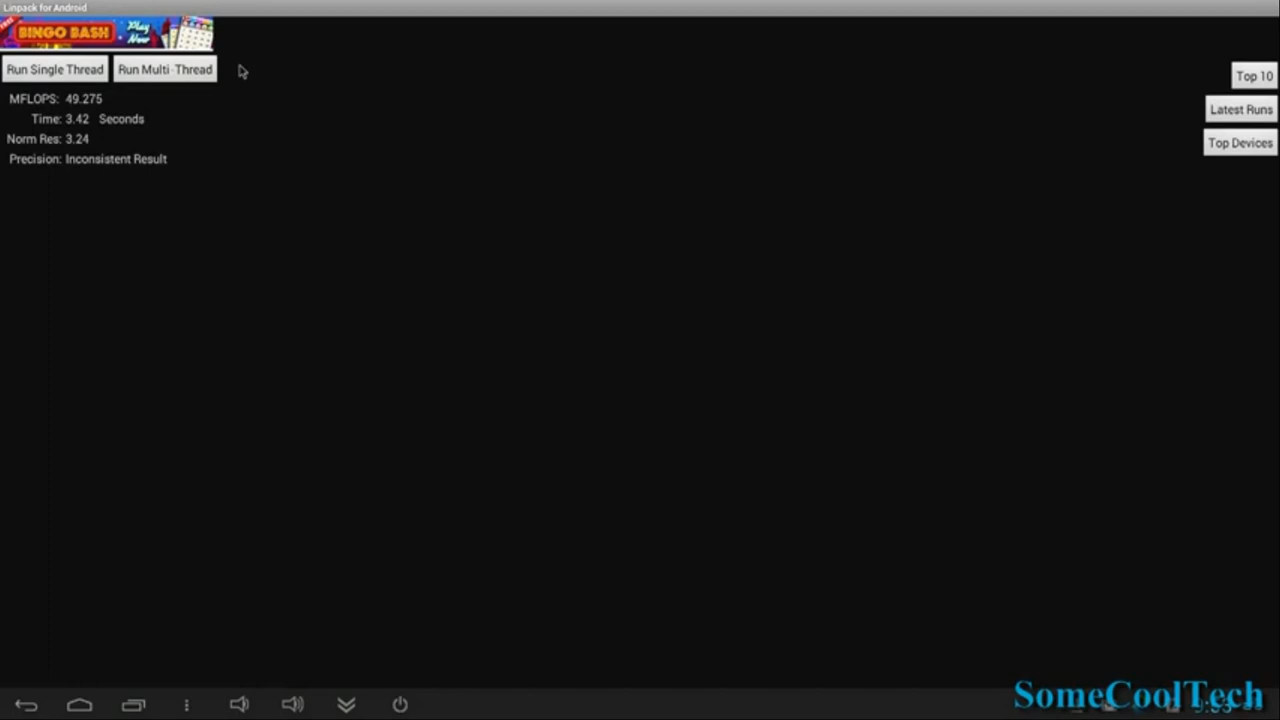 Linpack for Android
FREE
BINGO BASH
Play Now
Run Single Thread
Run Multi-Thread
MFLOPS: 49.275
Time: 3.42 Seconds
Norm Res: 3.24
Precision: Inconsistent Result
Top 10
Latest Runs
Top Devices
SomeCoolTech